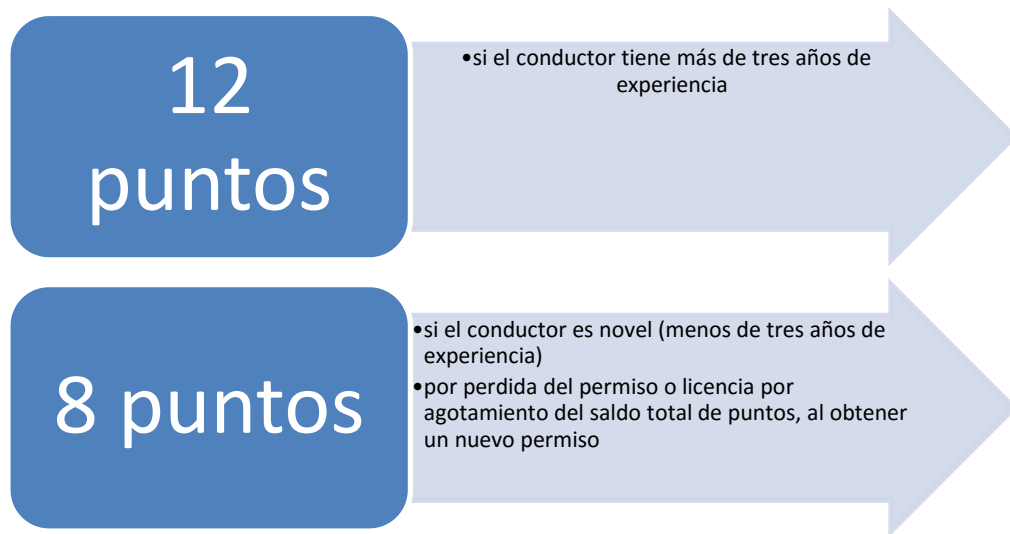 12
puntos
•si el conductor tiene más de tres años de
experiencia
8 puntos
•si el conductor es novel (menos de tres años de
experiencia)
•por perdida del permiso o licencia por
agotamiento del saldo total de puntos, al obtener
un nuevo permiso